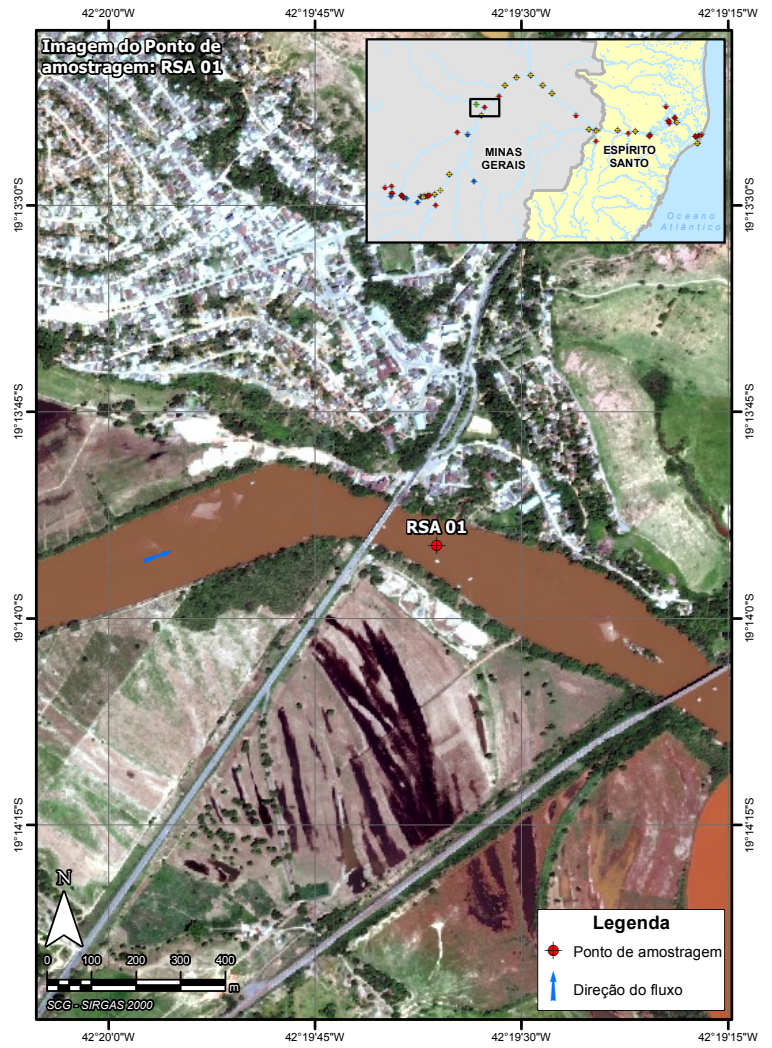 42°20'0"W
42°19'45"W
42°19'30"W
42°19'15"W
Imagem do Ponto de
amostragem: RSA 01
MINAS
GERAIS
ESPÍRITO
SANTO
Oceano
Atlântico
19°13'30"S
19°13'30"S
19°13'45"S
19°13'45"S
RSA 01
19°14'0"S
19°14'0"S
19°14'15"S
19°14'15"S
N
0 100 200 300 400
m
SCG - SIRGAS 2000
Legenda
Ponto de amostragem
Direção do fluxo
42°20'0"W
42°19'45"W
42°19'30"W
42°19'15"W